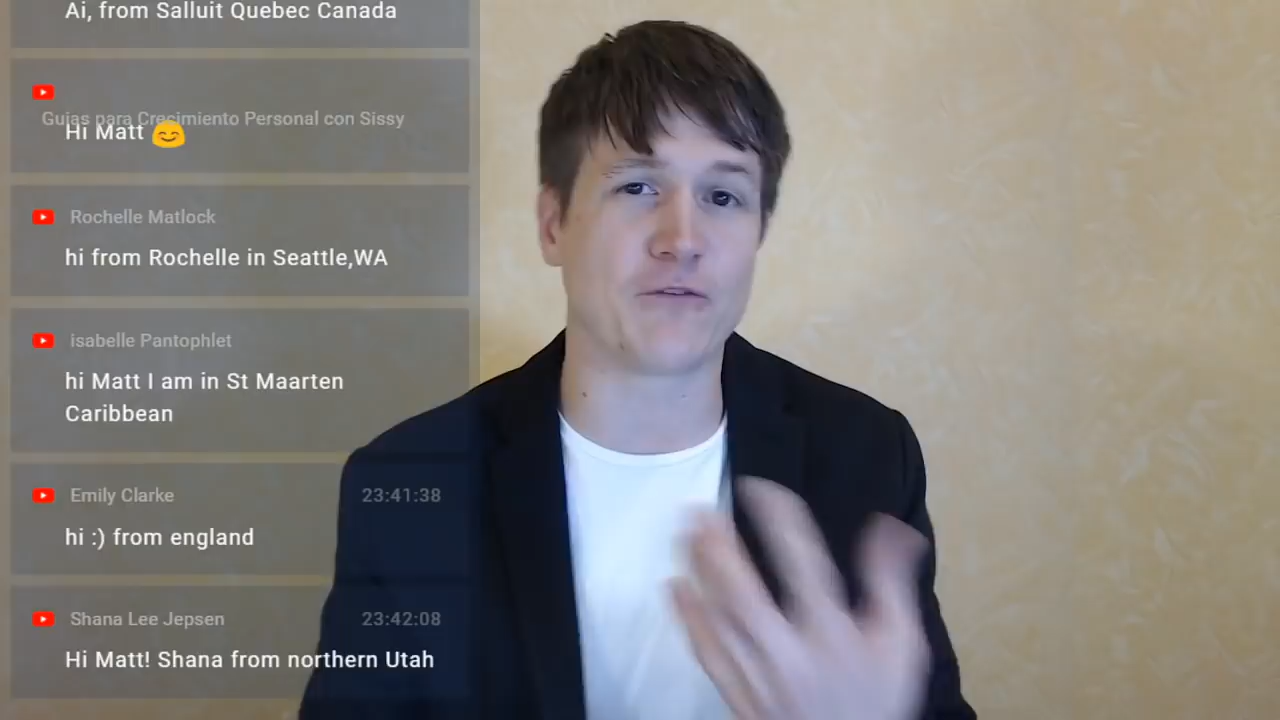 Ai, from Salluit Quebec Canada
Guias para Crecimiento Personal con Sissy
Hi Matt 😊
Rochelle Matlock
hi from Rochelle in Seattle,WA
isabelle Pantophlet
hi Matt I am in St Maarten
Caribbean
Emily Clarke 23:41:38
hi :) from england
Shana Lee Jepsen 23:42:08
Hi Matt! Shana from northern Utah